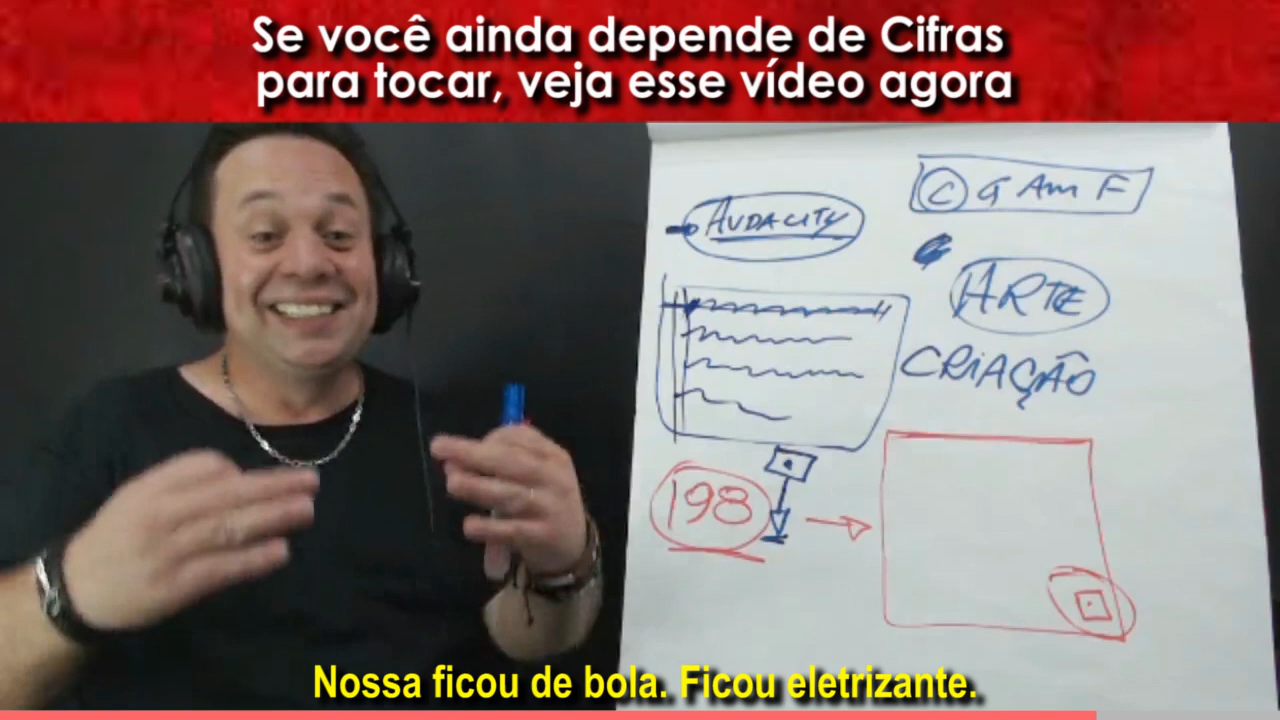 Se você ainda depende de Cifras
para tocar, veja esse vídeo agora
AUDACITY
C G Am F
ARTE
CRIAÇÃO
198
Nossa ficou de bola. Ficou eletrizante.